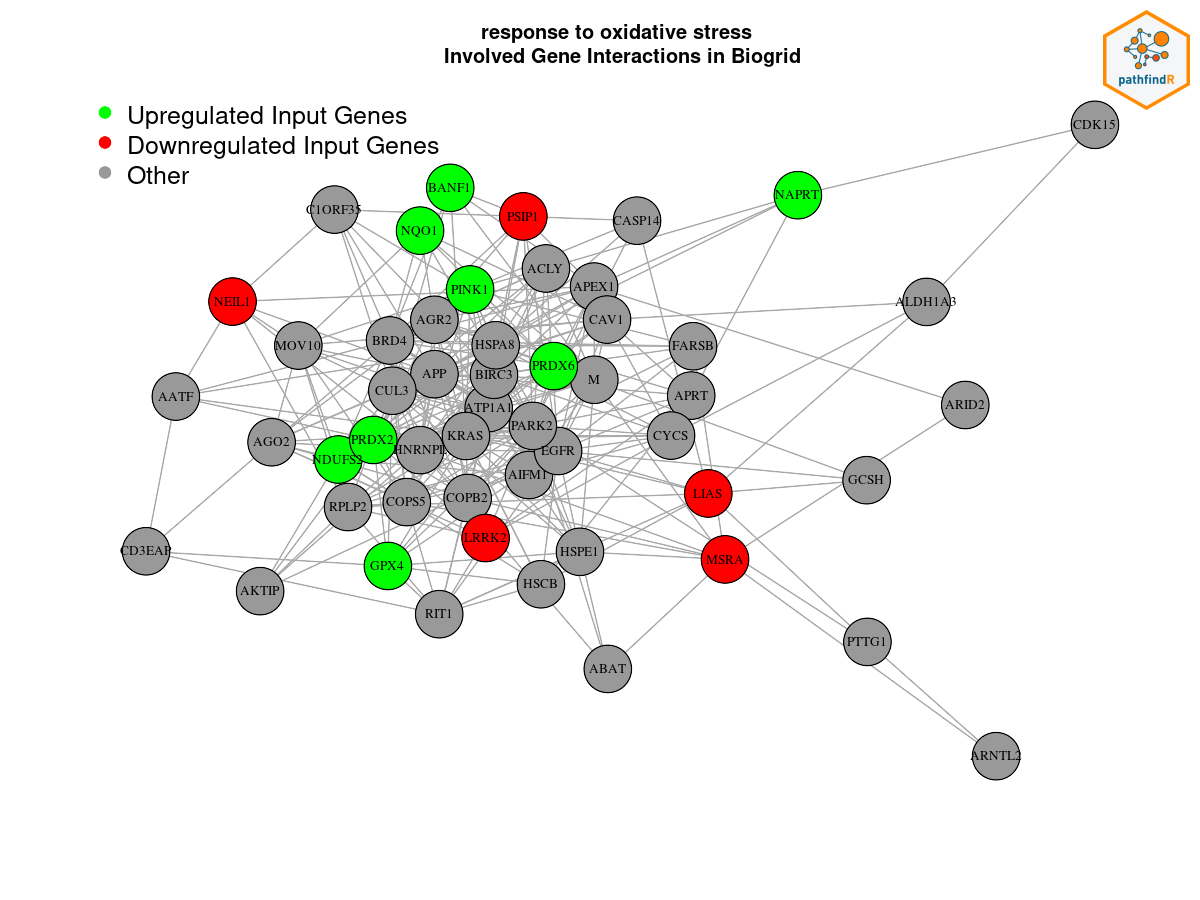 response to oxidative stress
Involved Gene Interactions in Biogrid
pathfindR
Upregulated Input Genes
Downregulated Input Genes
Other
CDK15
BANF1
NAPRT
C1ORF35
PSIP1
CASP14
NQO1
ACLY
APEX1
PINK1
NEIL1
ALDH1A3
AGR2
CAV1
BRD4
MOV10
HSPA8
FARSB
PRDX6
APP
BIRC3
M
CUL3
AATF
APRT
ARID2
ATP1A1
PARK2
KRAS
CYCS
PRDX2
AGO2
HNRNPL
EGFR
NDUFS2
AIFM1
GCSH
LIAS
COPB2
COPS5
RPLP2
LRRK2
CD3EAP
HSPE1
MSRA
GPX4
HSCB
AKTIP
RIT1
PTTG1
ABAT
ARNTL2